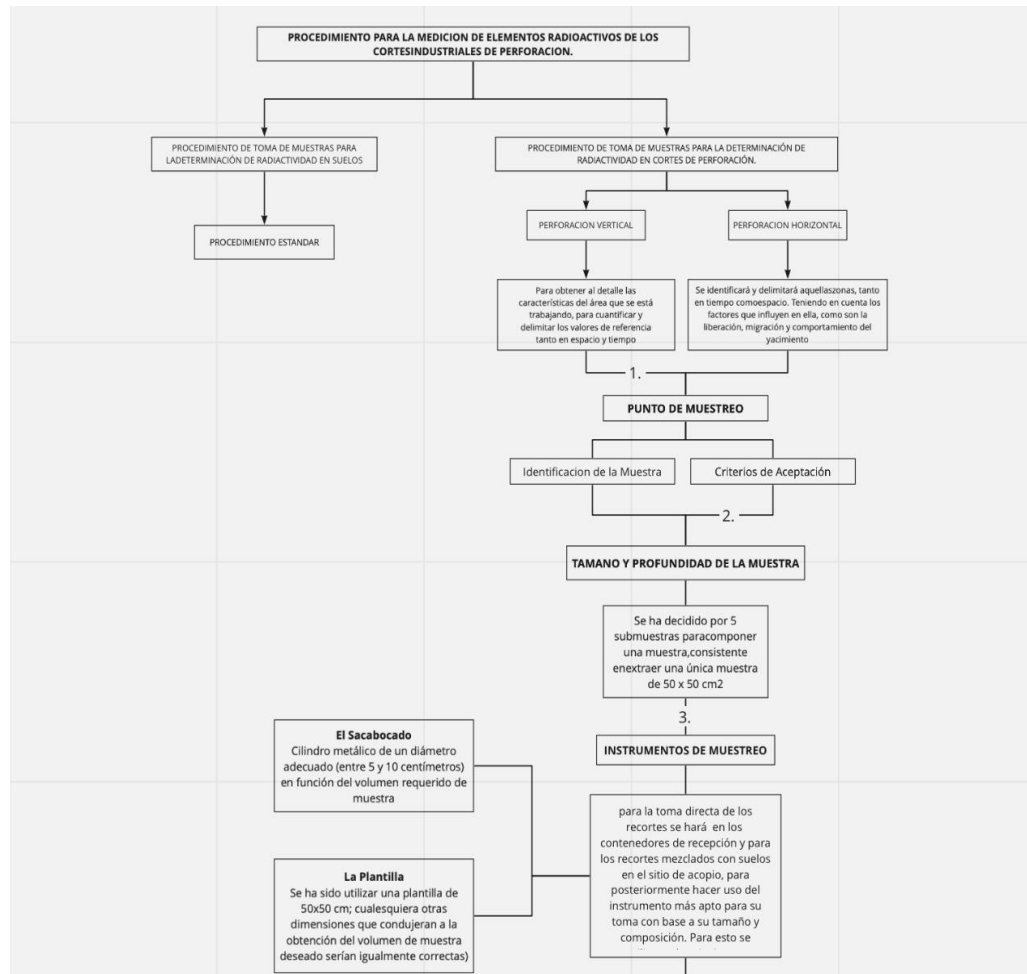 PROCEDIMIENTO PARA LA MEDICION DE ELEMENTOS RADIOACTIVOS DE LOS
CORTESINDUSTRIALES DE PERFORACION.
PROCEDIMIENTO DE TOMA DE MUESTRAS PARA
LADETERMINACIÓN DE RADIACTIVIDAD EN SUELOS
PROCEDIMIENTO DE TOMA DE MUESTRAS PARA LA DETERMINACIÓN DE
RADIACTIVIDAD EN CORTES DE PERFORACIÓN.
PROCEDIMIENTO ESTANDAR
PERFORACION VERTICAL
PERFORACION HORIZONTAL
Para obtener al detalle las
características del área que se está
trabajando, para cuantificar y
delimitar los valores de referencia
tanto en espacio y tiempo
Se identificará y delimitará aquellaszonas, tanto
en tiempo comoespacio. Teniendo en cuenta los
factores que influyen en ella, como son la
liberación, migración y comportamiento del
yacimiento
1.
PUNTO DE MUESTREO
Identificacion de la Muestra
Criterios de Aceptación
2.
TAMANO Y PROFUNDIDAD DE LA MUESTRA
Se ha decidido por 5
submuestras paracomponer
una muestra,consistente
enextraer una única muestra
de 50 x 50 cm2
3.
INSTRUMENTOS DE MUESTREO
El Sacabocado
Cilindro metálico de un diámetro
adecuado (entre 5 y 10 centímetros)
en función del volumen requerido de
muestra
para la toma directa de los
recortes se hará en los
contenedores de recepción y para
los recortes mezclados con suelos
en el sitio de acopio, para
posteriormente hacer uso del
instrumento más apto para su
toma con base a su tamaño y
composición. Para esto se
La Plantilla
Se ha sido utilizar una plantilla de
50x50 cm; cualesquiera otras
dimensiones que condujeran a la
obtención del volumen de muestra
deseado serían igualmente correctas)